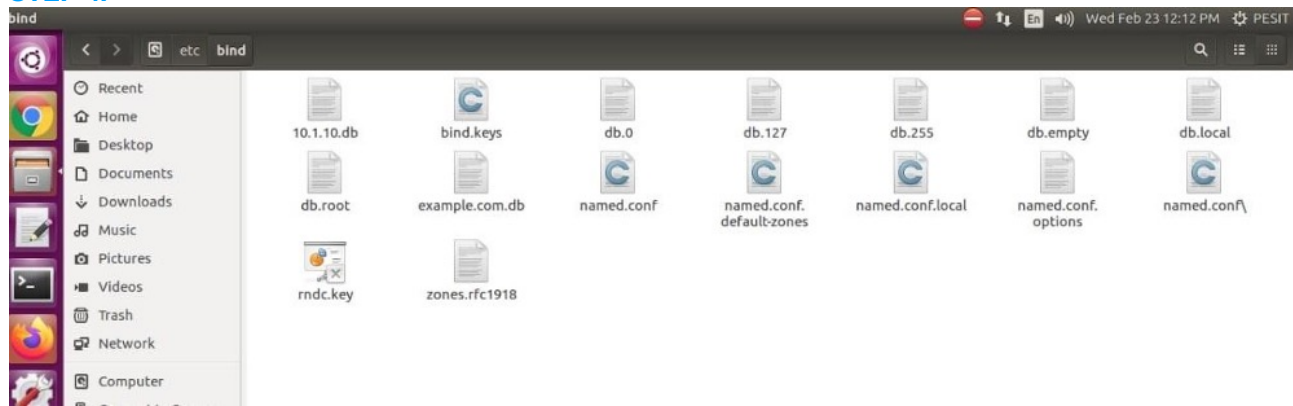 bind
En
Wed Feb 23 12:12 PM
PESIT
etc bind
Recent
Home
Desktop
Documents
Downloads
Music
Pictures
Videos
Trash
Network
Computer
10.1.10.db
bind.keys
db.0
db.127
db.255
db.empty
db.local
db.root
example.com.db
named.conf
named.conf.
default-zones
named.conf.local
named.conf.
options
named.conf\
rndc.key
zones.rfc1918